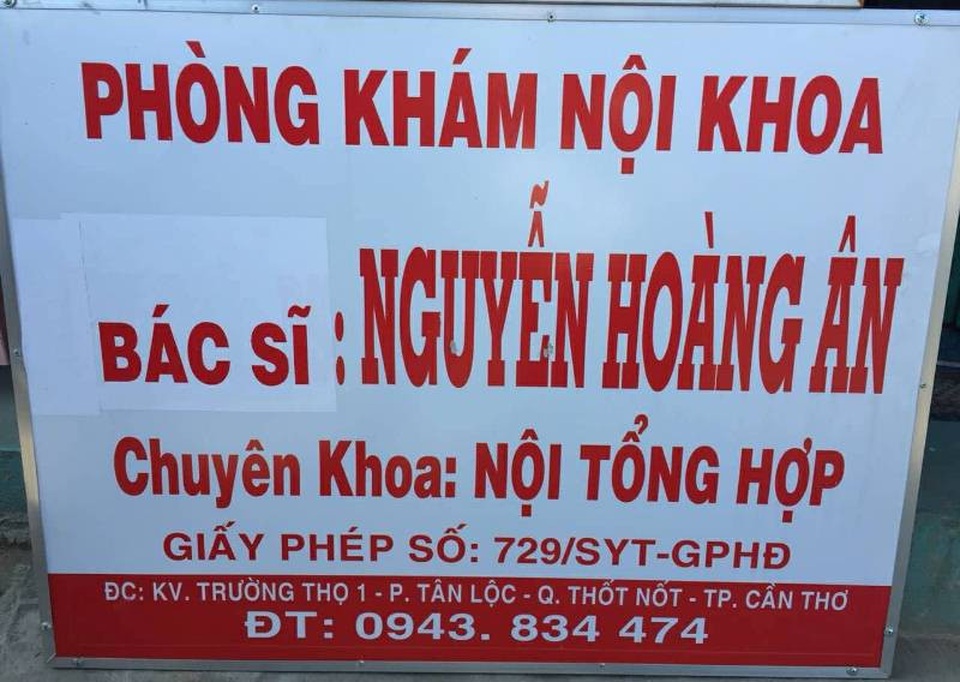 PHÒNG KHÁM NỘI KHOA
BÁC SĨ : NGUYỄN HOÀNG ÂN
Chuyên Khoa: NỘI TỔNG HỢP
GIẤY PHÉP SỐ: 729/SYT-GPHĐ
ĐC: KV. TRƯỜNG THỌ 1 - P. TÂN LỘC - Q. THỐT NỐT - TP. CẦN THƠ
ĐT: 0943. 834 474